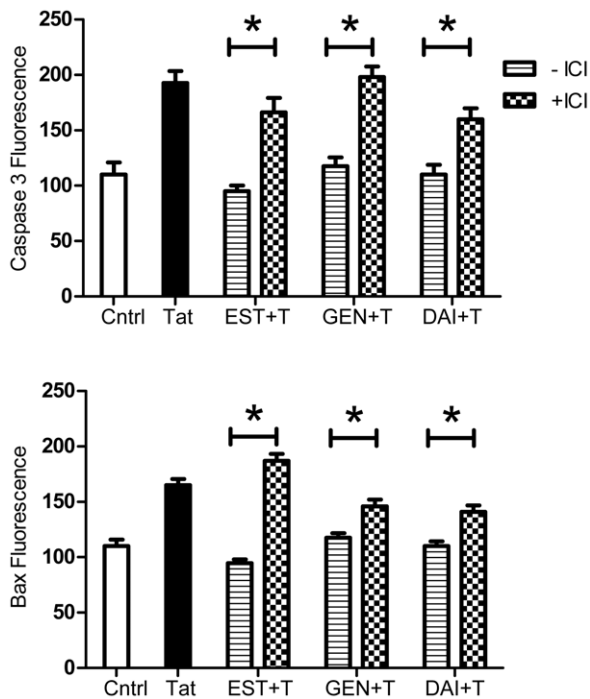 * * *
- ICI
+ICI
Caspase 3 Fluorescence
250
200
150
100
50
0
Cntrl Tat EST+T GEN+T DAI+T
* * *
Bax Fluorescence
250
200
150
100
50
0
Cntrl Tat EST+T GEN+T DAI+T